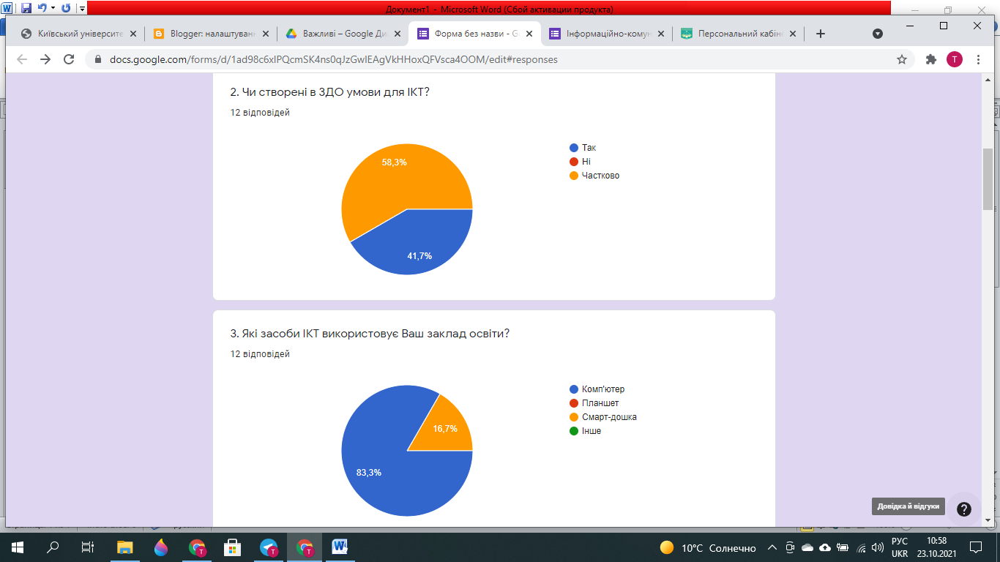 Документ1 - Microsoft Word (Сбой активации продукта)
Київський університе
Blogger: налаштуван
Важливі – Google Ди
Форма без назви - G
Інформаційно-комун
Персональний кабін
docs.google.com/forms/d/1ad98c6xlPQcmSK4ns0qJzGwlEAgVkHHoxQFVsca4OOM/edit#responses
T
2. Чи створені в ЗДО умови для ІКТ?
12 відповідей
Так
Ні
Частково
58,3%
41,7%
3. Які засоби ІКТ використовує Ваш заклад освіти?
12 відповідей
Комп'ютер
Планшет
Смарт-дошка
Інше
16,7%
83,3%
Довідка й відгуки
10°C Солнечно
РУС
UKR
10:58
23.10.2021